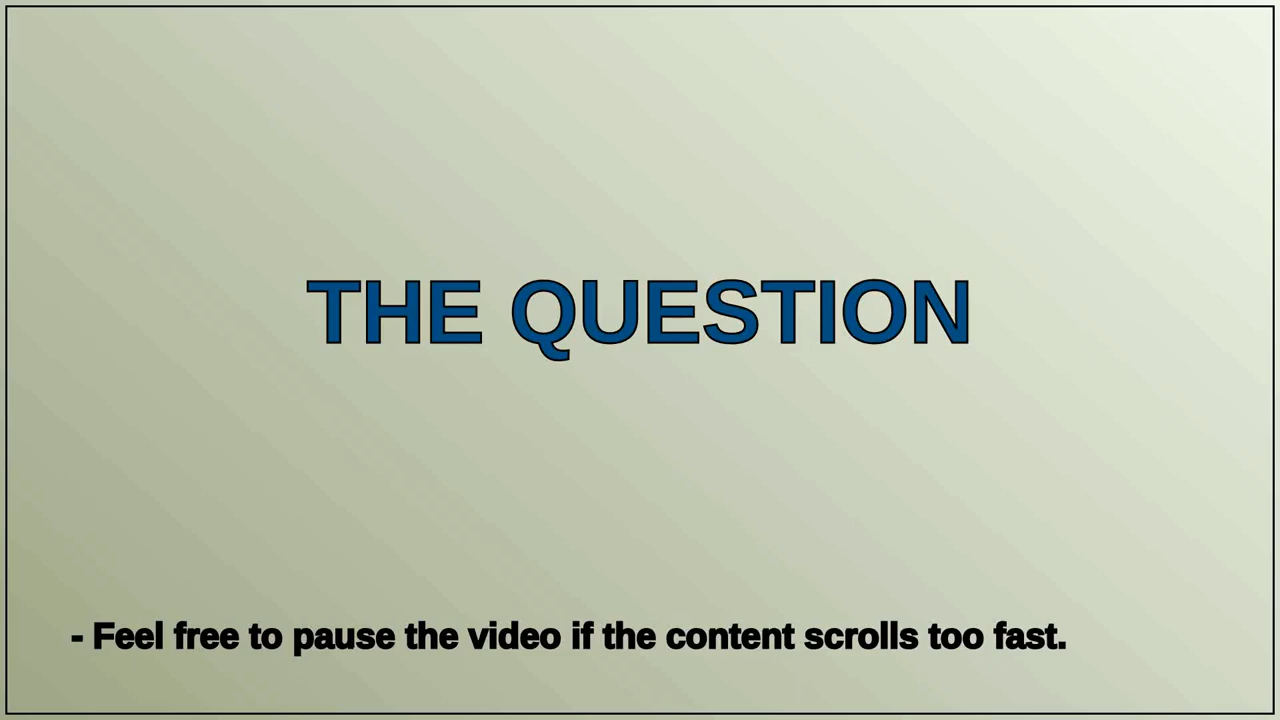 THE QUESTION
- Feel free to pause the video if the content scrolls too fast.